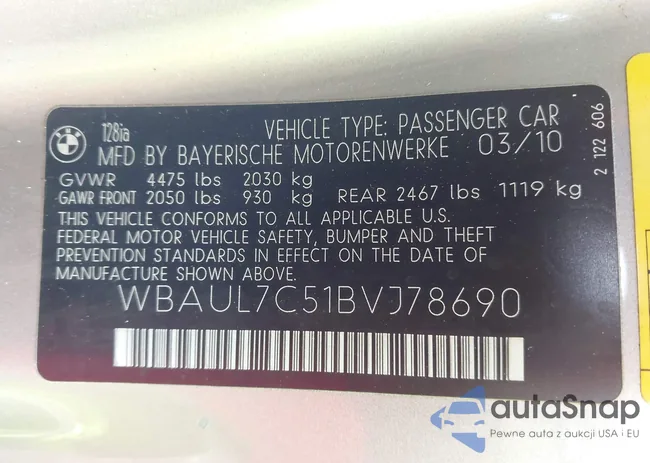 BMW
128ia
VEHICLE TYPE: PASSENGER CAR
MFD BY BAYERISCHE MOTORENWERKE 03/10
GVWR 4475 lbs 2030 kg
GAWR FRONT 2050 lbs 930 kg REAR 2467 lbs 1119 kg
THIS VEHICLE CONFORMS TO ALL APPLICABLE U.S.
FEDERAL MOTOR VEHICLE SAFETY, BUMPER AND THEFT
PREVENTION STANDARDS IN EFFECT ON THE DATE OF
MANUFACTURE SHOWN ABOVE.
WBAUL7C51BVJ78690
2 122 606
autaSnap
Pewne auta z aukcji USA i EU